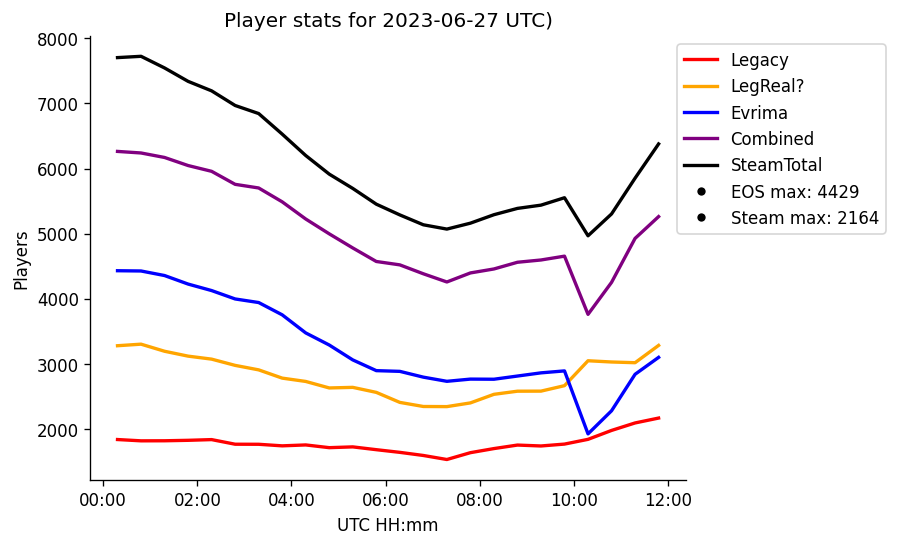 Player stats for 2023-06-27 UTC)
8000
7000
6000
5000
4000
3000
2000
Players
00:00
02:00
04:00
06:00
08:00
10:00
12:00
UTC HH:mm
Legacy
LegReal?
Evrima
Combined
SteamTotal
EOS max: 4429
Steam max: 2164